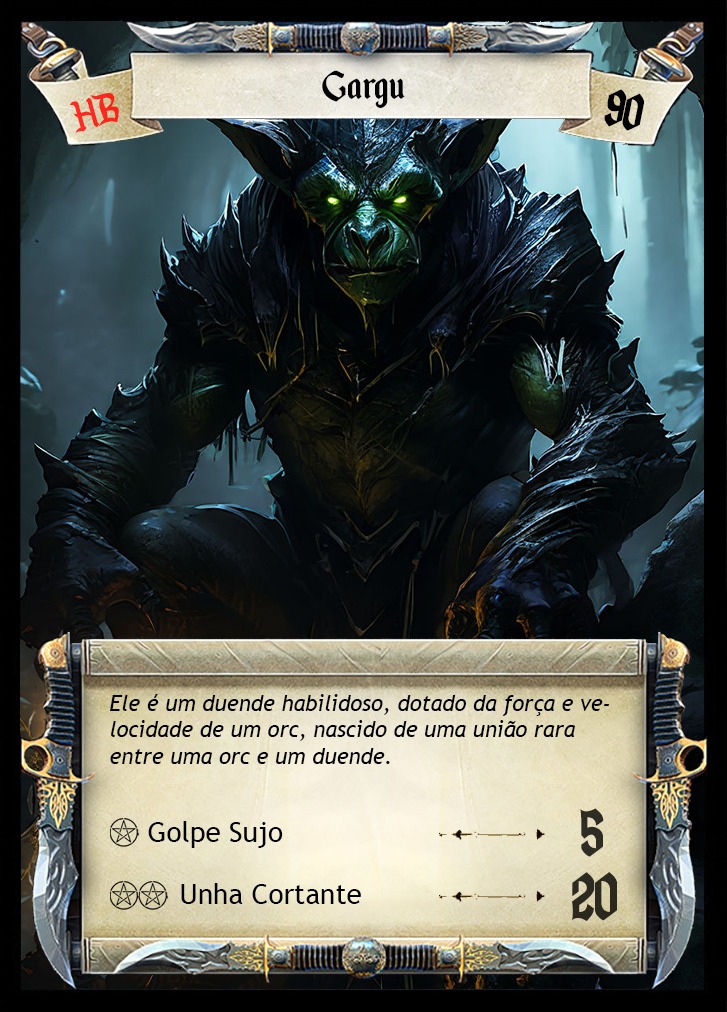 HB
Gargu
90
Ele é um duende habilidoso, dotado da força e ve-
locidade de um orc, nascido de uma união rara
entre uma orc e um duende.
Golpe Sujo 5
Unha Cortante 20